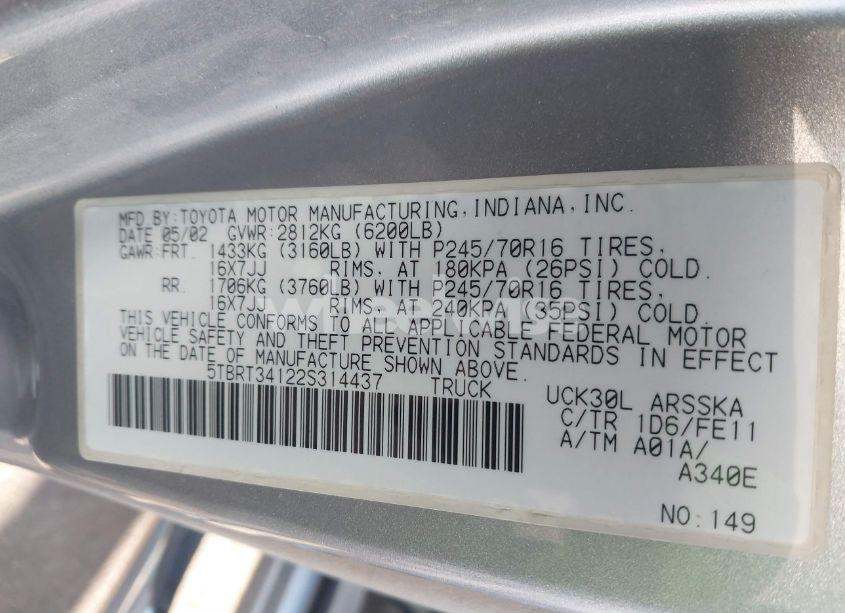 MFD BY:TOYOTA MOTOR MANUFACTURING, INDIANA, INC.
DATE 05/02 GVWR:2812KG (6200LB)
GAWR:FRT. 1433KG (3160LB) WITH P245/70R16 TIRES,
16X7JJ RIMS, AT 180KPA (26PSI) COLD.
RR. 1706KG (3760LB) WITH P245/70R16 TIRES,
16X7JJ RIMS, AT 240KPA (35PSI) COLD
THIS VEHICLE CONFORMS TO ALL APPLICABLE FEDERAL MOTOR
VEHICLE SAFETY AND THEFT PREVENTION STANDARDS IN EFFECT
ON THE DATE OF MANUFACTURE SHOWN ABOVE.
5TBRT34122S314437 TRUCK
UCK30L ARSSKA
C/TR 1D6/FE11
A/TM A01A/
A340E
NO:149